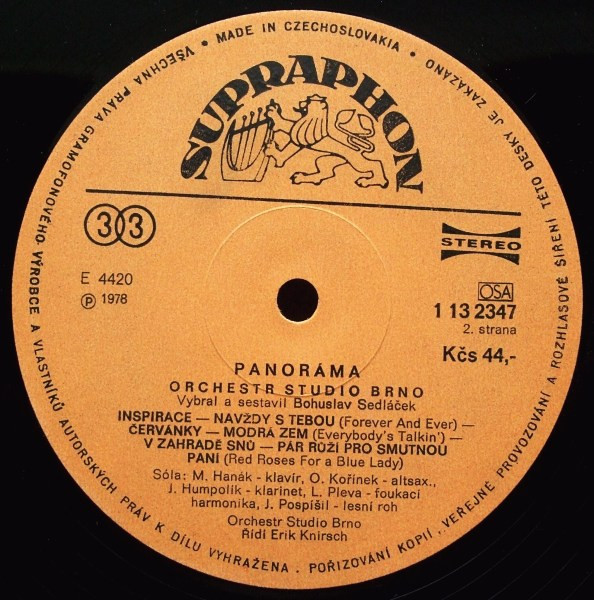 VŠECHNA PRÁVA GRAMOFONOVÉHO VÝROBCE A VLASTNÍKŮ AUTORSKÝCH PRÁV K DÍLU VYHRAŽENA . POŘIZOVÁNÍ KOPIÍ, VEŘEJNÉ PROVOZOVÁNÍ A ROZHLASOVÉ ŠÍŘENÍ TÉTO DESKY JE ZAKÁZÁNO
• MADE IN CZECHOSLOVAKIA •
SUPRAPHON
33
STEREO
E 4420
OSA
Ⓟ 1978
1 13 2347
2. strana
Kčs 44,-
PANORÁMA
ORCHESTR STUDIO BRNO
Vybral a sestavil Bohuslav Sedláček
INSPIRACE — NAVŽDY S TEBOU (Forever And Ever) —
ČERVÁNKY — MODRÁ ZEM (Everybody's Talkin') —
V ZAHRADĚ SNŮ — PÁR RŮŽÍ PRO SMUTNOU
PANÍ (Red Roses For a Blue Lady)
Sóla: M. Hanák - klavír, O. Kořínek - altsax.,
J. Humpolík - klarinet, L. Pleva - foukací
harmonika, J. Pospíšil - lesní roh
Orchestr Studio Brno
Řídí Erik Knirsch